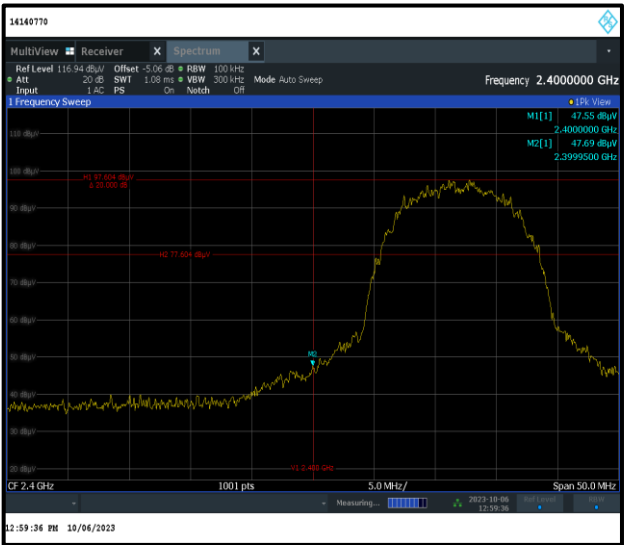 14140770
MultiView Receiver X Spectrum X
Ref Level 116.94 dBµV Offset -5.06 dB RBW 100 kHz
Att 20 dB SWT 1.08 ms VBW 300 kHz Mode Auto Sweep Frequency 2.4000000 GHz
Input 1 AC PS On Notch Off
1 Frequency Sweep 1Pk View
M1[1] 47.55 dBµV
2.4000000 GHz
M2[1] 47.69 dBµV
2.3999500 GHz
110 dBµV
100 dBµV
H1 97.604 dBµV
Δ 20.000 dB
90 dBµV
80 dBµV
H2 77.604 dBµV
70 dBµV
60 dBµV
50 dBµV
M2
40 dBµV
30 dBµV
20 dBµV
V1 2.400 GHz
CF 2.4 GHz 1001 pts 5.0 MHz/ Span 50.0 MHz
Measuring... 2023-10-06 Ref Level RBW
12:59:36
12:59:36 PM 10/06/2023